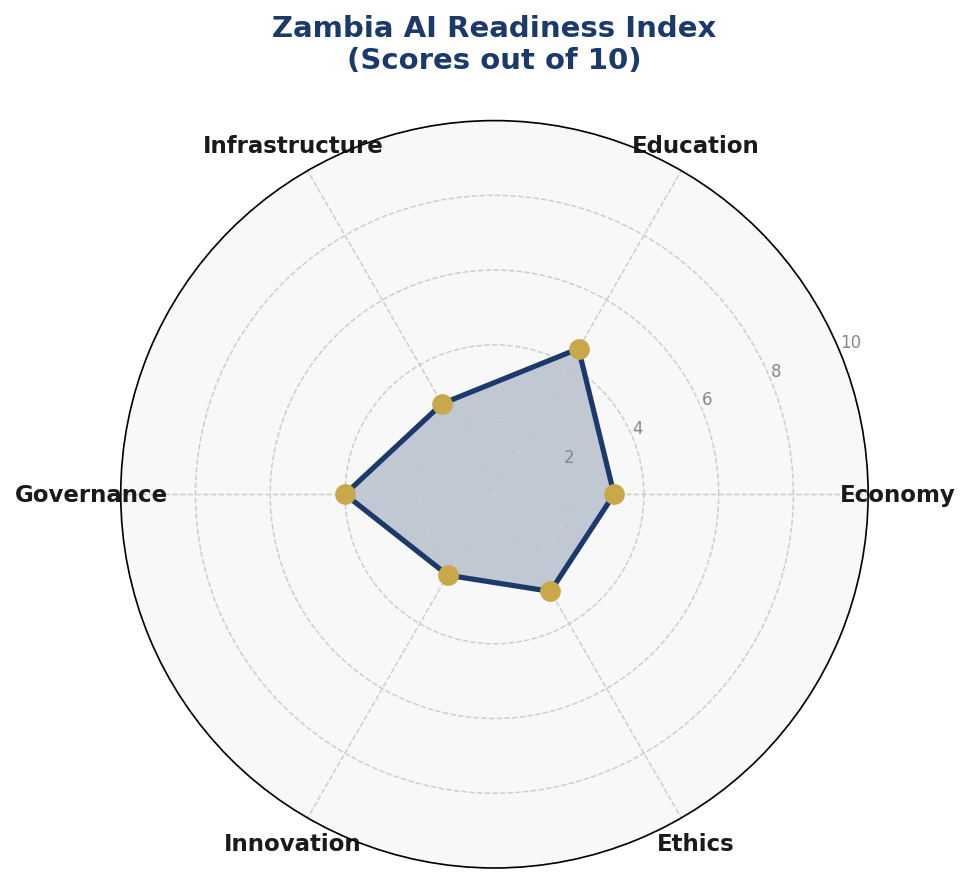 Zambia AI Readiness Index
(Scores out of 10)
Infrastructure
Education
10
8
6
4
2
Governance
Economy
Innovation
Ethics